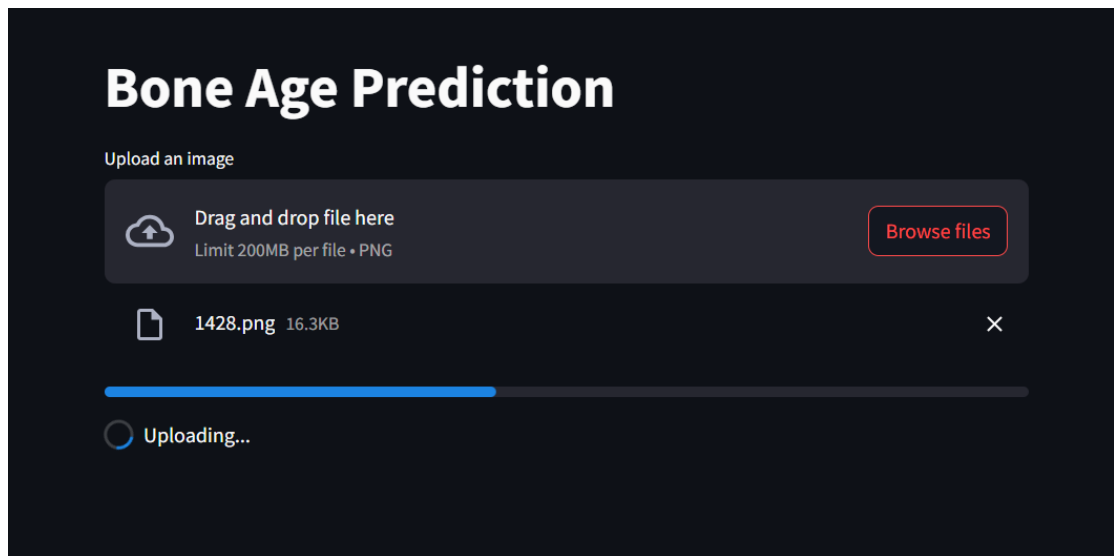 Bone Age Prediction
Upload an image
Drag and drop file here
Limit 200MB per file • PNG
Browse files
1428.png 16.3KB
Uploading...